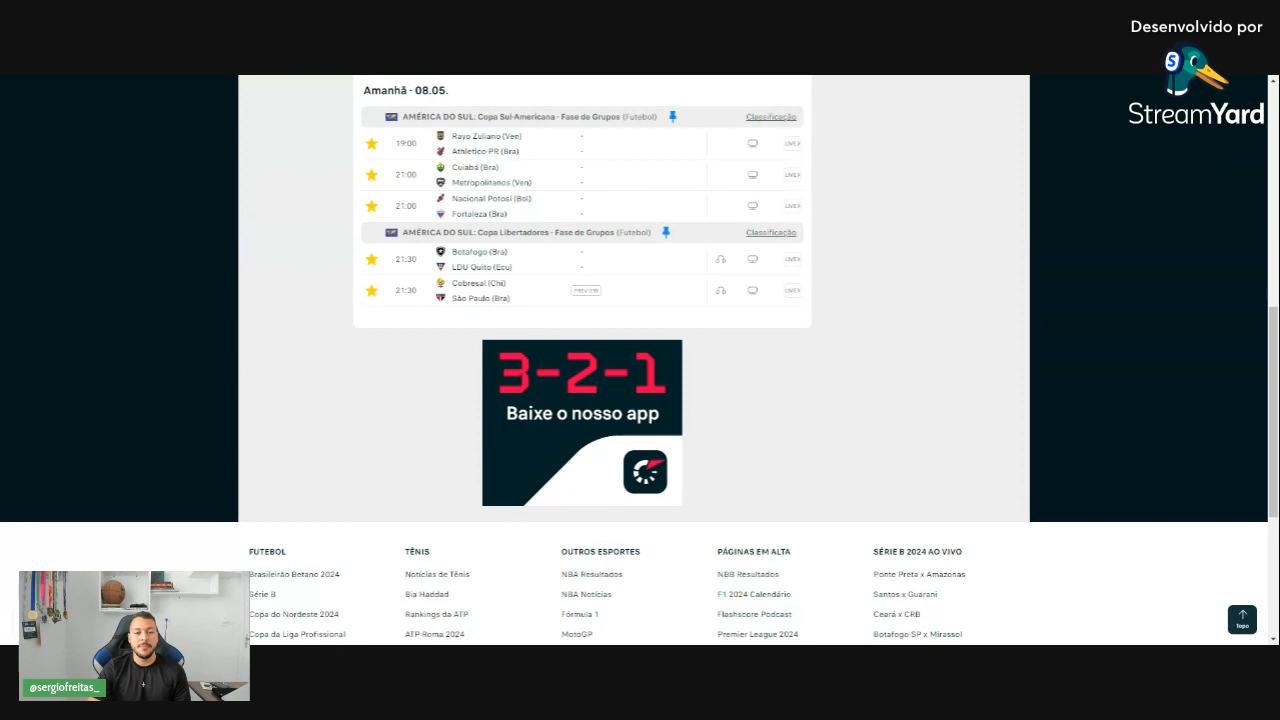 Desenvolvido por
StreamYard
Amanhã - 08.05.
AMÉRICA DO SUL: Copa Sul-Americana - Fase de Grupos (Futebol) Classificação
19:00 Rayo Zuliano (Ven) -
Athletico-PR (Bra) -
LIVE
21:00 Cuiabá (Bra) -
Metropolitanos (Ven) -
LIVE
21:00 Nacional Potosí (Bol) -
Fortaleza (Bra) -
LIVE
AMÉRICA DO SUL: Copa Libertadores - Fase de Grupos (Futebol) Classificação
21:30 Botafogo (Bra) -
LDU Quito (Ecu) -
LIVE
21:30 Cobresal (Chi)
São Paulo (Bra)
PREVIEW
LIVE
3-2-1
Baixe o nosso app
FUTEBOL
Brasileirão Betano 2024
Série B
Copa do Nordeste 2024
Copa da Liga Profissional
TÊNIS
Notícias de Tênis
Bia Haddad
Rankings da ATP
ATP Roma 2024
OUTROS ESPORTES
NBA Resultados
NBA Notícias
Fórmula 1
MotoGP
PÁGINAS EM ALTA
NBB Resultados
F1 2024 Calendário
Flashscore Podcast
Premier League 2024
SÉRIE B 2024 AO VIVO
Ponte Preta x Amazonas
Santos x Guarani
Ceará x CRB
Botafogo-SP x Mirassol
Topo
@sergiofreitas_